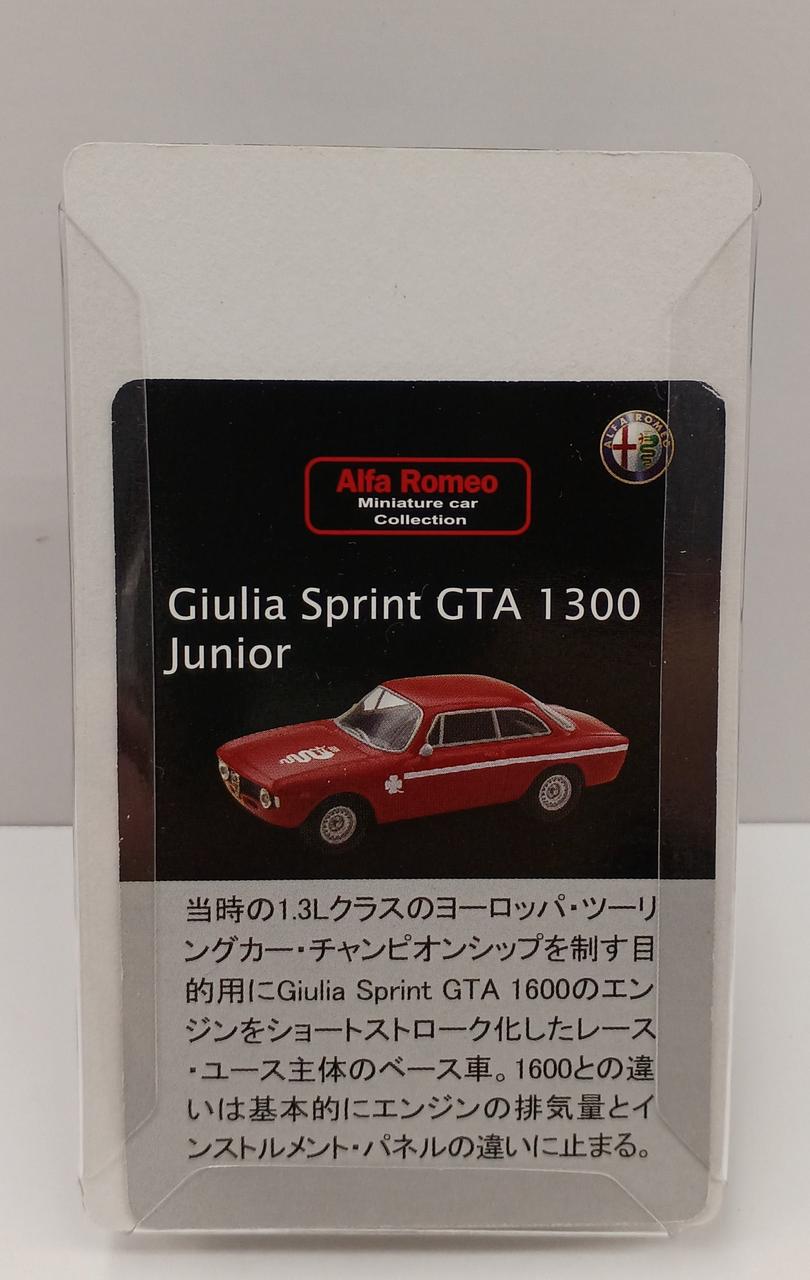 ALFA ROMEO
Alfa Romeo
Miniature car
Collection
Giulia Sprint GTA 1300
Junior
当時の1.3Lクラスのヨーロッパ・ツーリ
ングカー・チャンピオンシップを制す目
的用にGiulia Sprint GTA 1600のエン
ジンをショートストローク化したレース
・ユース主体のベース車。1600との違
いは基本的にエンジンの排気量とイ
ンストルメント・パネルの違いに止まる。